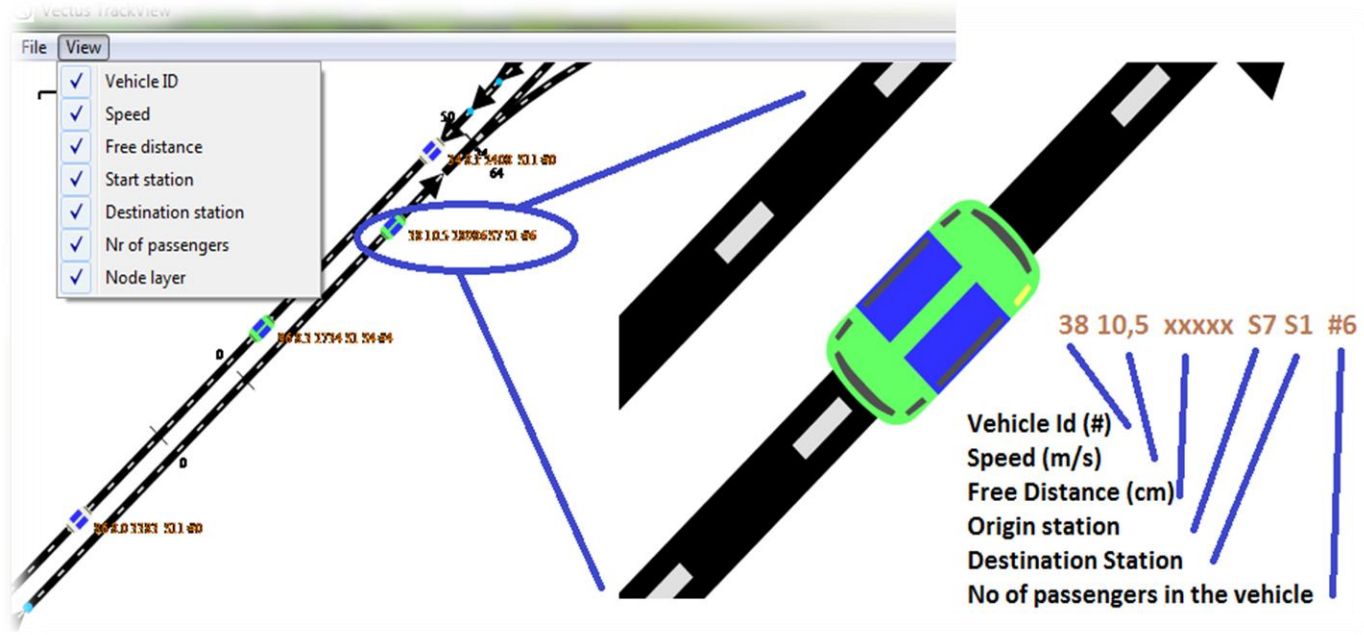 Vectus TrackView
File View
Vehicle ID
Speed
Free distance
Start station
Destination station
Nr of passengers
Node layer
64
0
0
38 10,5 xxxxx S7 S1 #6
Vehicle Id (#)
Speed (m/s)
Free Distance (cm)
Origin station
Destination Station
No of passengers in the vehicle